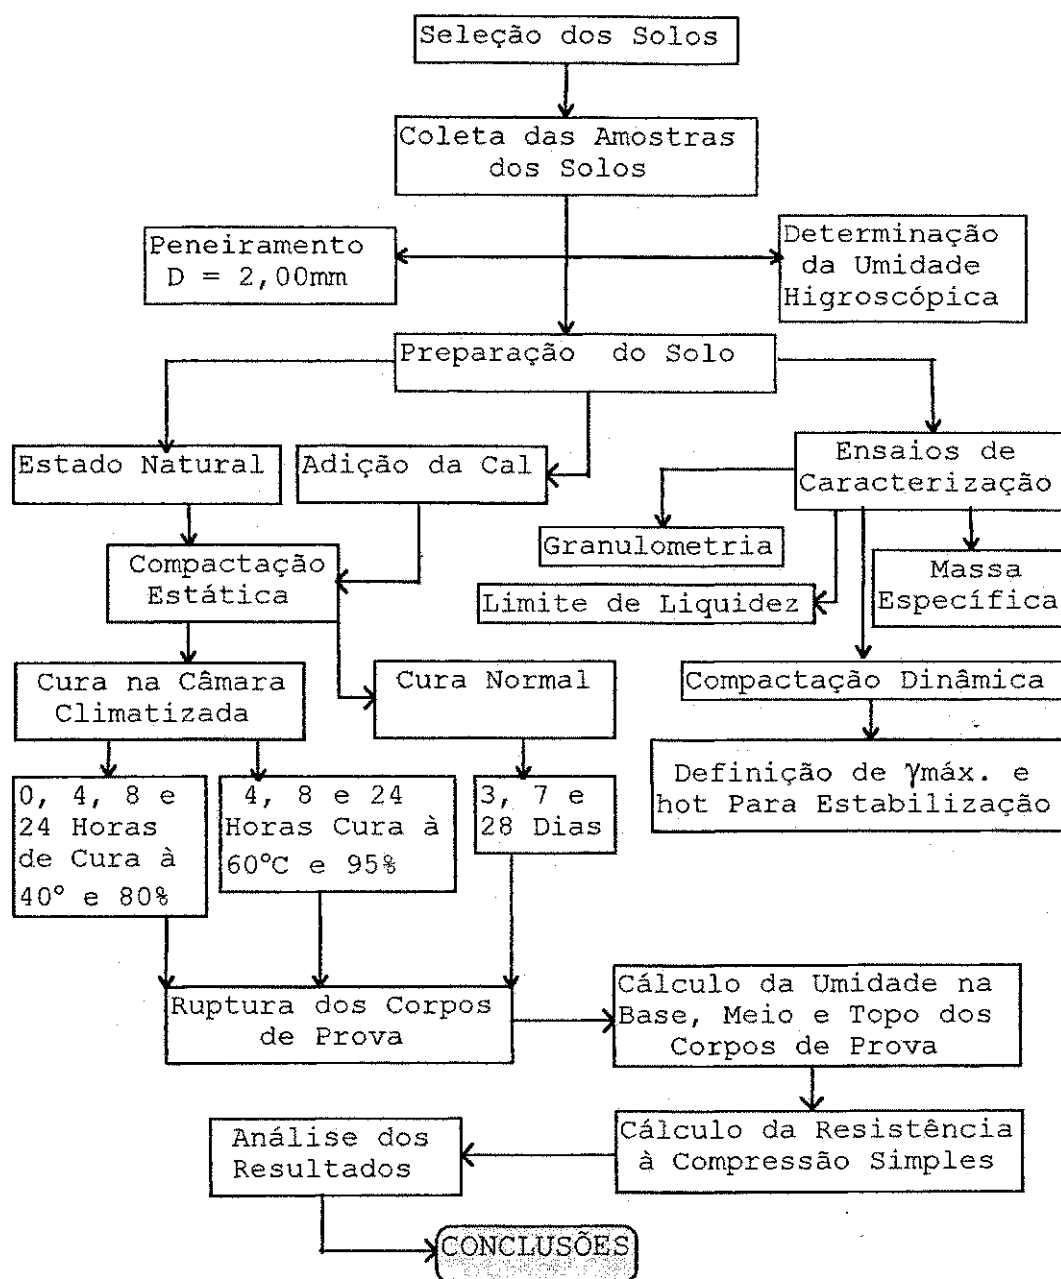 Seleção dos Solos
Coleta das Amostras
dos Solos
Peneiramento
D = 2,00mm
Determinação
da Umidade
Higroscópica
Preparação do Solo
Estado Natural
Adição da Cal
Ensaios de
Caracterização
Granulometria
Massa
Específica
Limite de Liquidez
Compactação
Estática
Compactação Dinâmica
Cura na Câmara
Climatizada
Cura Normal
Definição de γmáx. e
hot Para Estabilização
0, 4, 8 e
24 Horas
de Cura à
40° e 80%
4, 8 e 24
Horas Cura à
60°C e 95%
3, 7 e
28 Dias
Ruptura dos Corpos
de Prova
Cálculo da Umidade na
Base, Meio e Topo dos
Corpos de Prova
Cálculo da Resistência
à Compressão Simples
Análise dos
Resultados
CONCLUSÕES